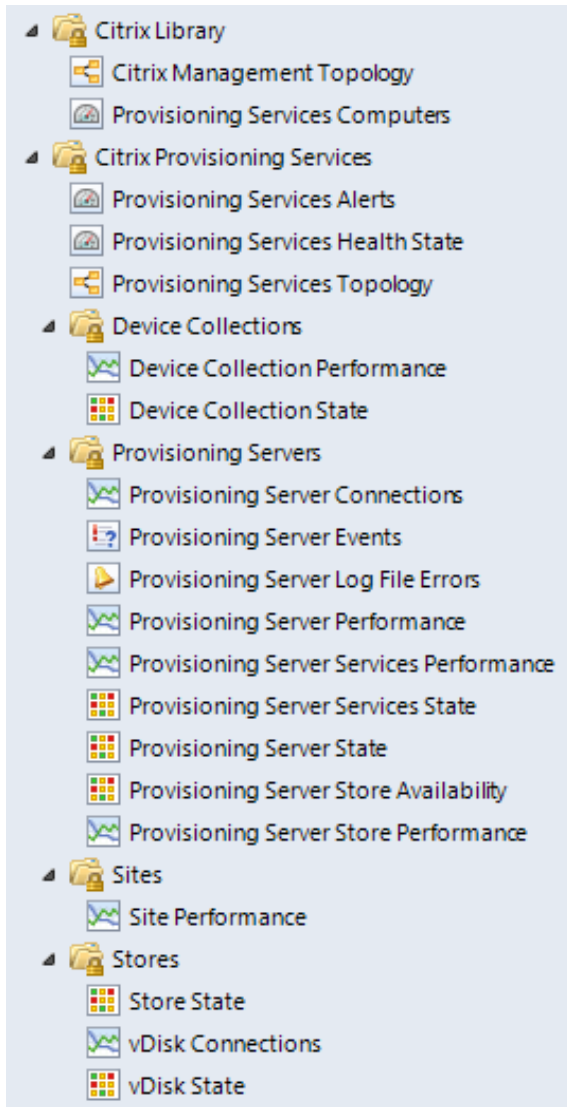 Citrix Library
Citrix Management Topology
Provisioning Services Computers
Citrix Provisioning Services
Provisioning Services Alerts
Provisioning Services Health State
Provisioning Services Topology
Device Collections
Device Collection Performance
Device Collection State
Provisioning Servers
Provisioning Server Connections
Provisioning Server Events
Provisioning Server Log File Errors
Provisioning Server Performance
Provisioning Server Services Performance
Provisioning Server Services State
Provisioning Server State
Provisioning Server Store Availability
Provisioning Server Store Performance
Sites
Site Performance
Stores
Store State
vDisk Connections
vDisk State